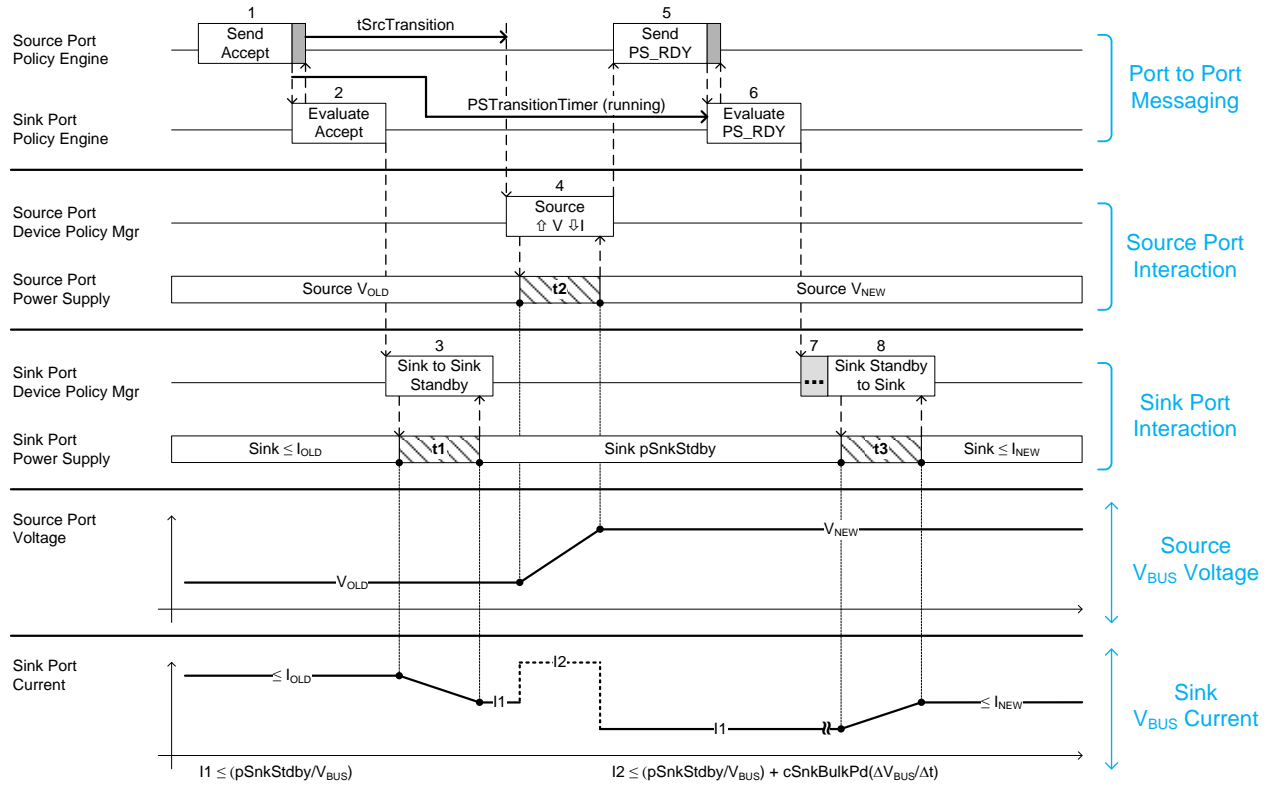 1
5
Source Port
Policy Engine
Send
Accept
tSrcTransition
Send
PS_RDY
Port to Port
Messaging
2
6
Sink Port
Policy Engine
Evaluate
Accept
PSTransitionTimer (running)
Evaluate
PS_RDY
4
Source Port
Device Policy Mgr
Source
⇧ V ⇩I
Source Port
Interaction
Source Port
Power Supply
Source VOLD
t2
Source VNEW
3
7
8
Sink Port
Device Policy Mgr
Sink to Sink
Standby
...
Sink Standby
to Sink
Sink Port
Interaction
Sink Port
Power Supply
Sink ≤ IOLD
t1
Sink pSnkStdby
t3
Sink ≤ INEW
Source Port
Voltage
VOLD
VNEW
Source
VBUS Voltage
Sink Port
Current
≤ IOLD
I1
I2
I1
≤ INEW
Sink
VBUS Current
I1 ≤ (pSnkStdby/VBUS)
I2 ≤ (pSnkStdby/VBUS) + cSnkBulkPd(ΔVBUS/Δt)